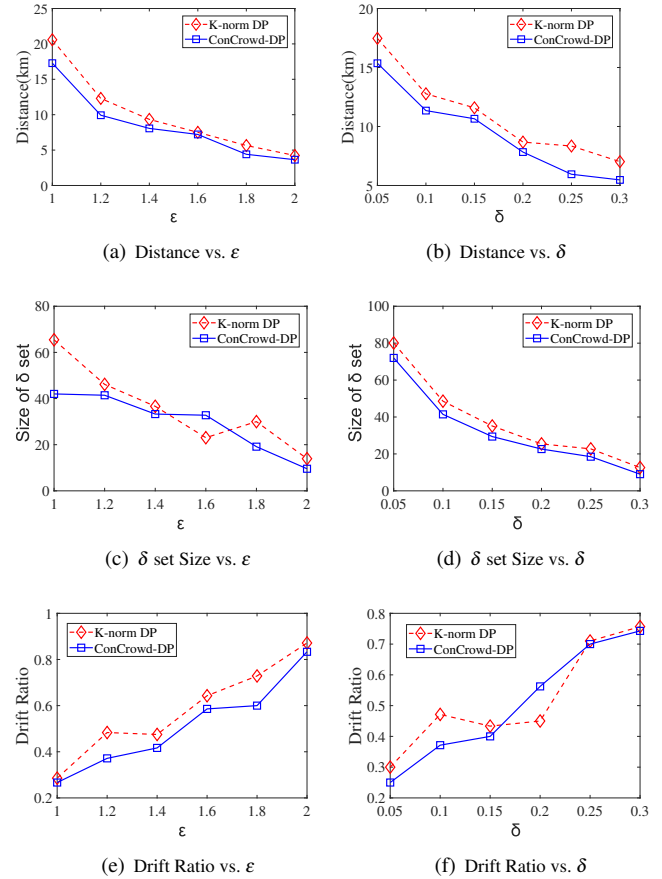 25
20
15
10
5
0
Distance(km)
K-norm DP
ConCrowd-DP
1 1.2 1.4 1.6 1.8 2
ε
(a) Distance vs. ε
20
15
10
5
Distance(km)
K-norm DP
ConCrowd-DP
0.05 0.1 0.15 0.2 0.25 0.3
δ
(b) Distance vs. δ
80
60
40
20
0
Size of δ set
K-norm DP
ConCrowd-DP
1 1.2 1.4 1.6 1.8 2
ε
(c) δ set Size vs. ε
100
80
60
40
20
0
Size of δ set
K-norm DP
ConCrowd-DP
0.05 0.1 0.15 0.2 0.25 0.3
δ
(d) δ set Size vs. δ
1
0.8
0.6
0.4
0.2
Drift Ratio
K-norm DP
ConCrowd-DP
1 1.2 1.4 1.6 1.8 2
ε
(e) Drift Ratio vs. ε
0.8
0.7
0.6
0.5
0.4
0.3
0.2
Drift Ratio
K-norm DP
ConCrowd-DP
0.05 0.1 0.15 0.2 0.25 0.3
δ
(f) Drift Ratio vs. δ